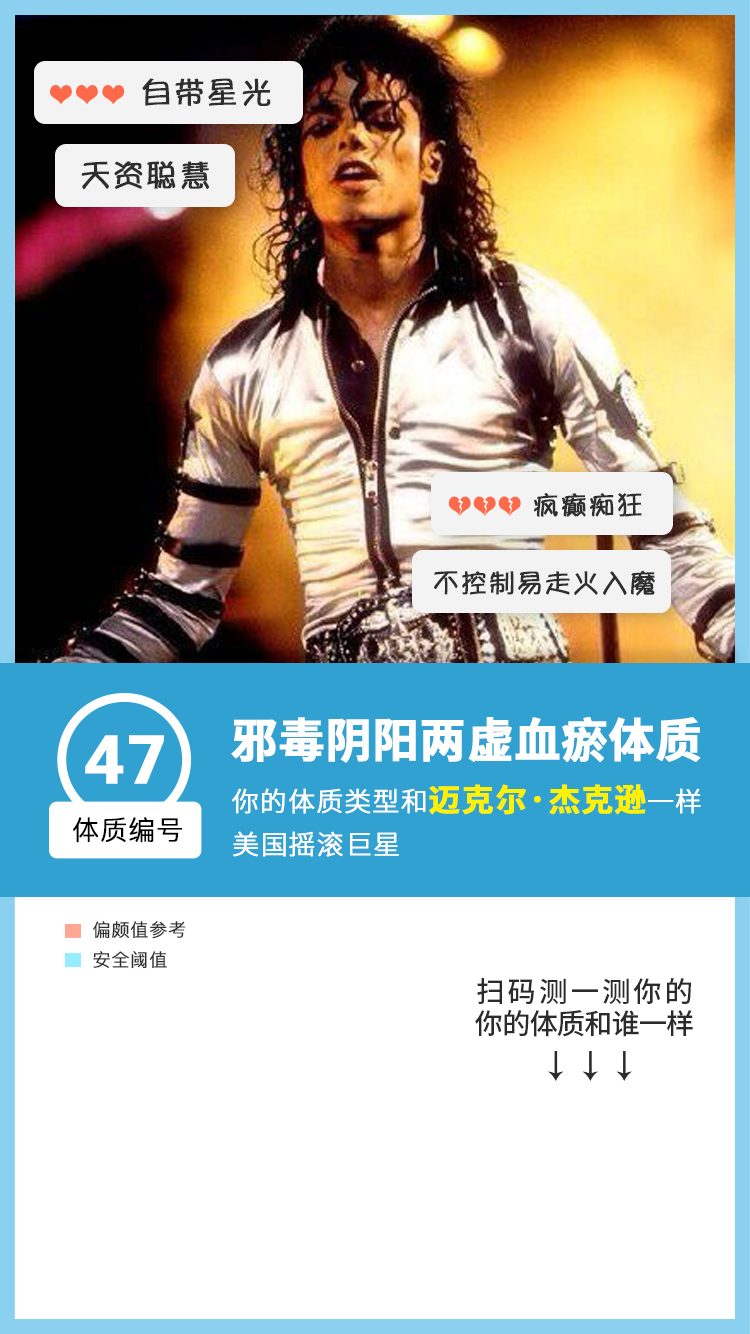 自带星光
天资聪慧
疯癫痴狂
不控制易走火入魔
47
体质编号
邪毒阴阳两虚血瘀体质
你的体质类型和迈克尔·杰克逊一样
美国摇滚巨星
偏颇值参考
安全阈值
扫码测一测你的
你的体质和谁一样
↓↓↓